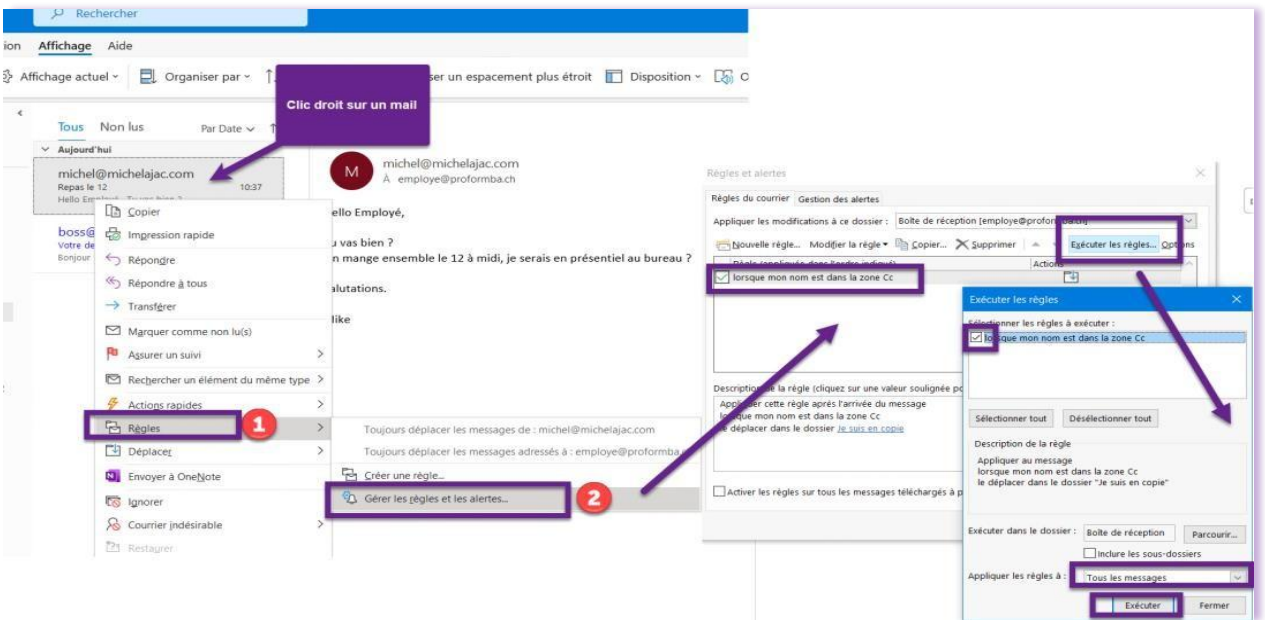 Rechercher
ion Affichage Aide
Affichage actuel Organiser par
ser un espacement plus étroit Disposition
Clic droit sur un mail
Tous Non lus Par Date
Aujourd'hui
michel@michelajac.com
Repas le 12 10:37
Hello
boss@
Votre de
Bonjour
Copier
Impression rapide
Répondre
Répondre à tous
Transférer
Marquer comme non lu(s)
Assurer un suivi
Rechercher un élément du même type
Actions rapides
Règles
1
Déplacer
Envoyer à OneNote
Ignorer
Courrier indésirable
Restaurer
Toujours déplacer les messages de : michel@michelajac.com
Toujours déplacer les messages adressés à : employe@proformba.c
Créer une règle...
Gérer les règles et les alertes...
2
M
michel@michelajac.com
À employe@proformba.ch
ello Employé,
u vas bien ?
n mange ensemble le 12 à midi, je serais en présentiel au bureau ?
alutations.
like
Règles et alertes
Règles du courrier Gestion des alertes
Appliquer les modifications à ce dossier : Boîte de réception [employe@proformba.ch]
Nouvelle règle... Modifier la règle Copier... Supprimer Exécuter les règles... Options
Règle (appliquée dans l'ordre indiqué) Actions
lorsque mon nom est dans la zone Cc
Description de la règle (cliquez sur une valeur soulignée po
Appliquer cette règle après l'arrivée du message
lorsque mon nom est dans la zone Cc
le déplacer dans le dossier Je suis en copie
Activer les règles sur tous les messages téléchargés à p
Exécuter les règles
Sélectionner les règles à exécuter :
lorsque mon nom est dans la zone Cc
Sélectionner tout Désélectionner tout
Description de la règle
Appliquer au message
lorsque mon nom est dans la zone Cc
le déplacer dans le dossier "Je suis en copie"
Exécuter dans le dossier : Boîte de réception Parcourir...
Inclure les sous-dossiers
Appliquer les règles à : Tous les messages
Exécuter Fermer